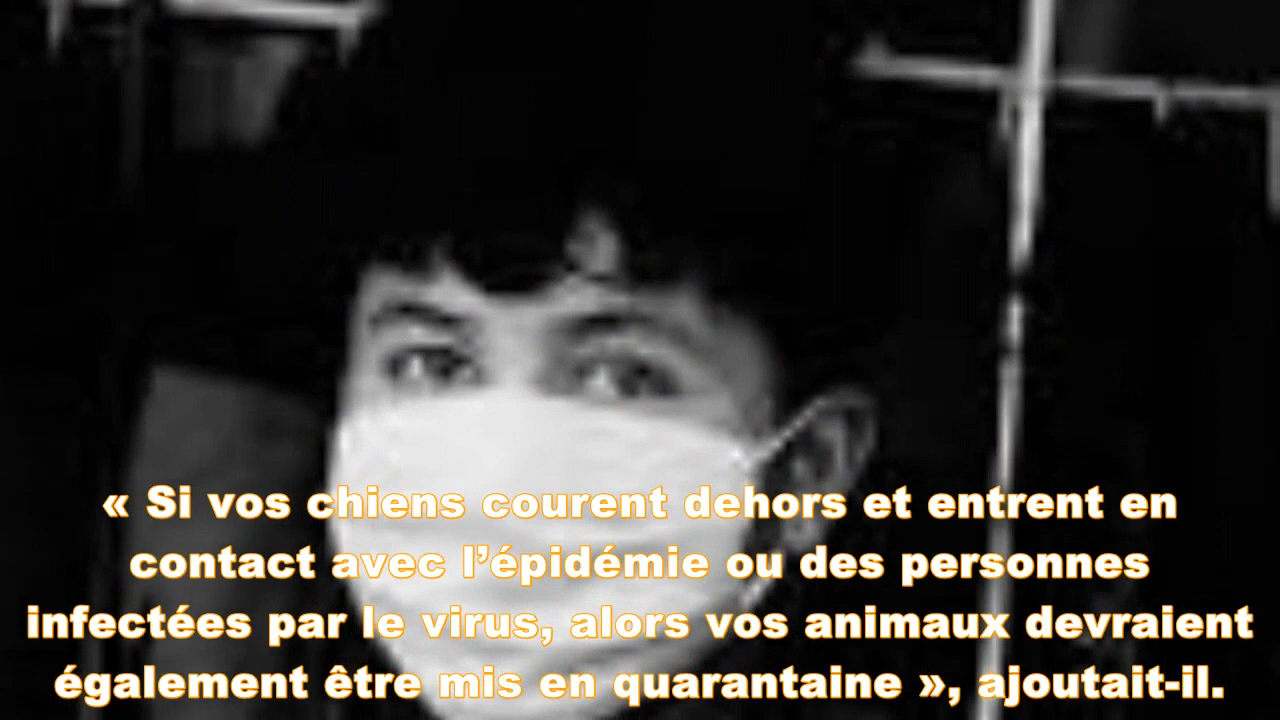 « Si vos chiens courent dehors et entrent en
contact avec l’épidémie ou des personnes
infectées par le virus, alors vos animaux devraient
également être mis en quarantaine », ajoutait-il.